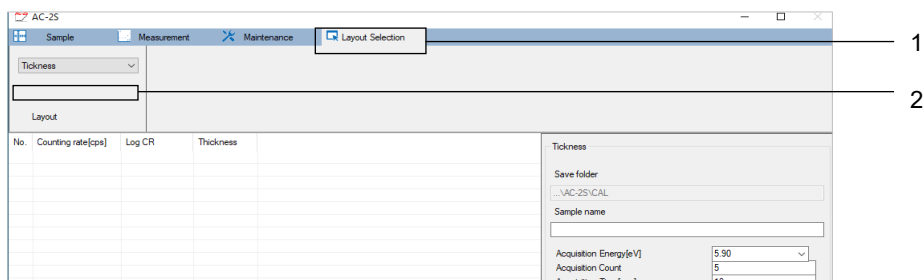 AC-2S
Sample Measurement Maintenance Layout Selection 1
Tickness
2
Layout
No. Counting rate[cps] Log CR Thickness
Tickness
Save folder
...\AC-2S\CAL
Sample name
Acquisition Energy[eV] 5.90
Acquisition Count 5